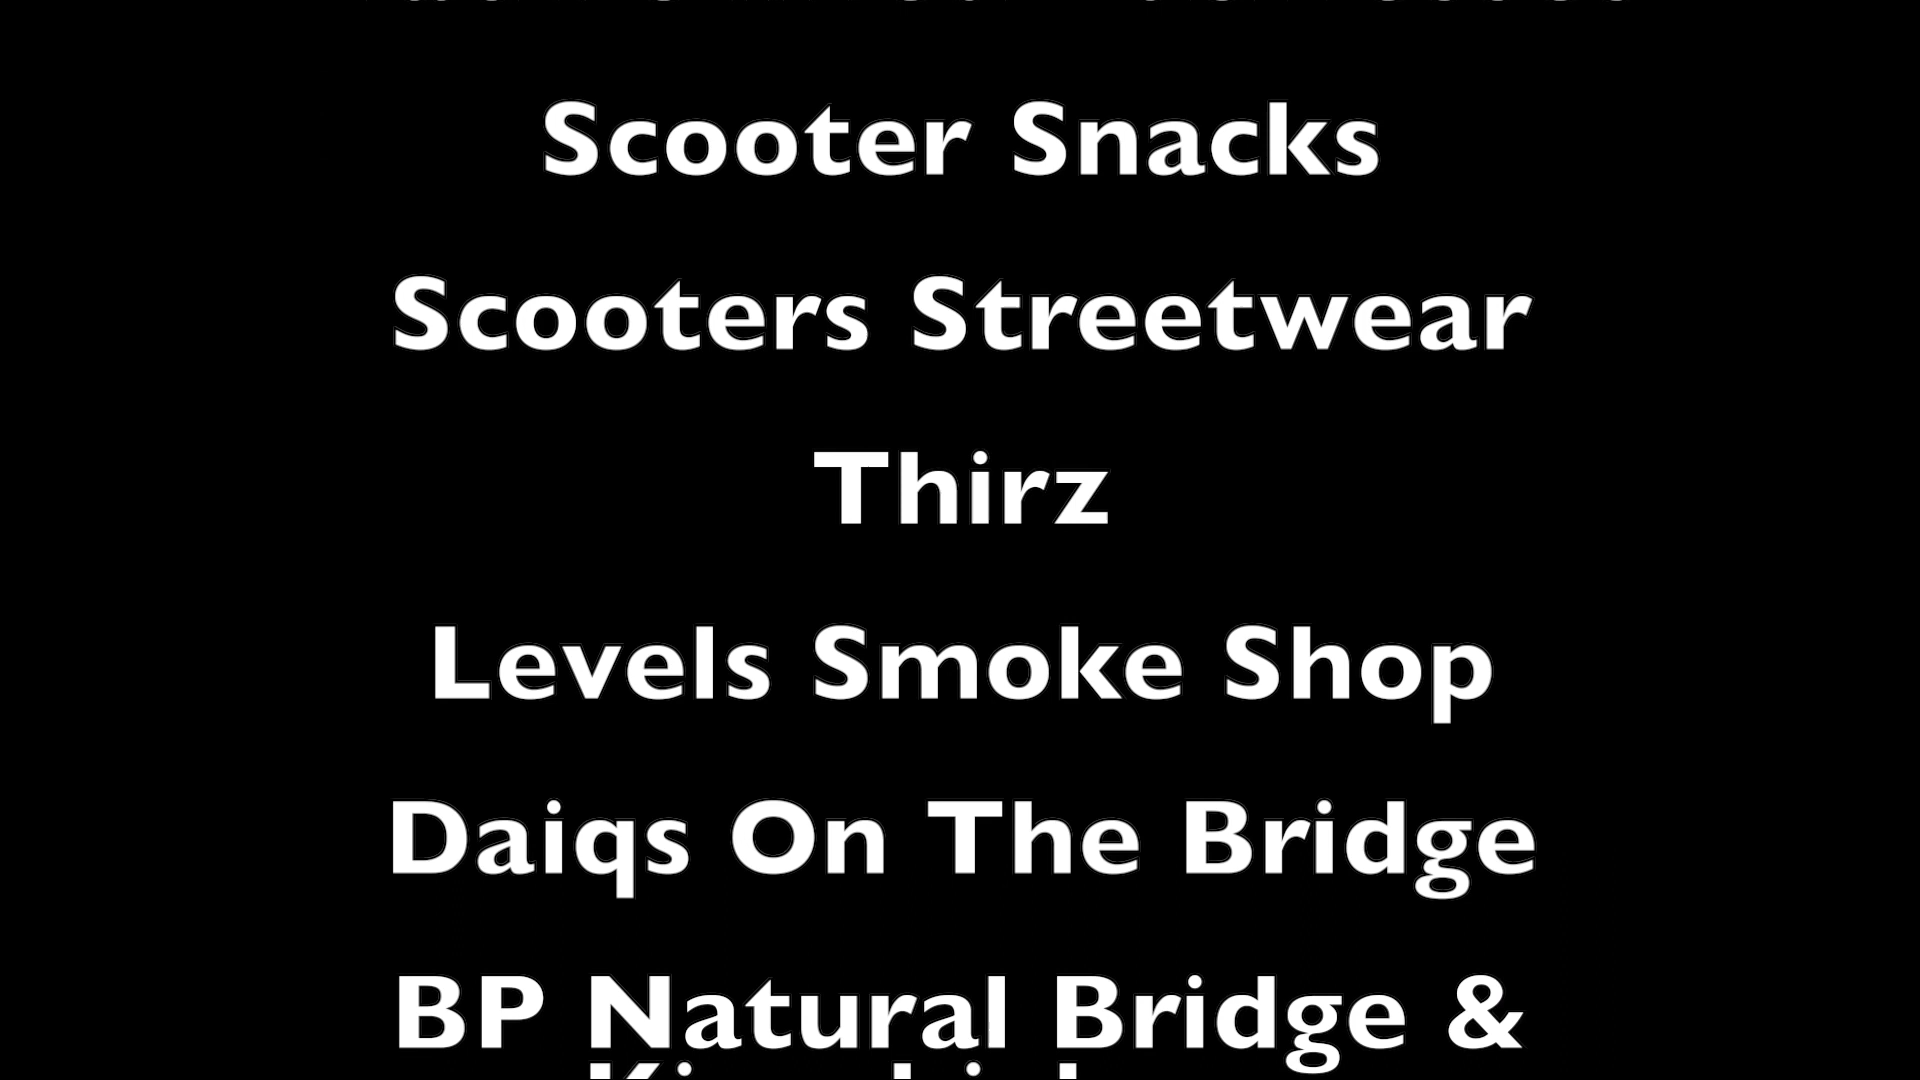 Scooter Snacks
Scooters Streetwear
Thirz
Levels Smoke Shop
Daiqs On The Bridge
BP Natural Bridge &